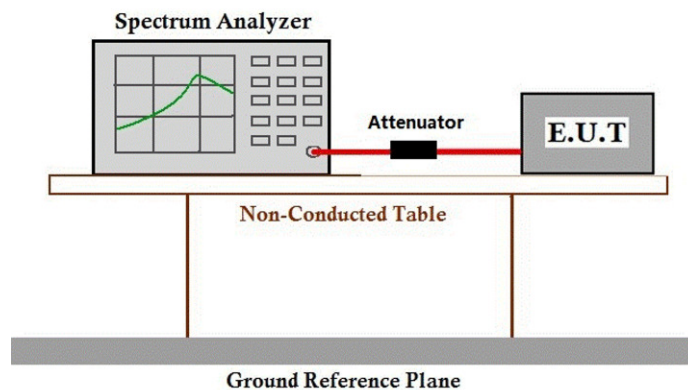 Spectrum Analyzer
Attenuator
E.U.T
Non-Conducted Table
Ground Reference Plane